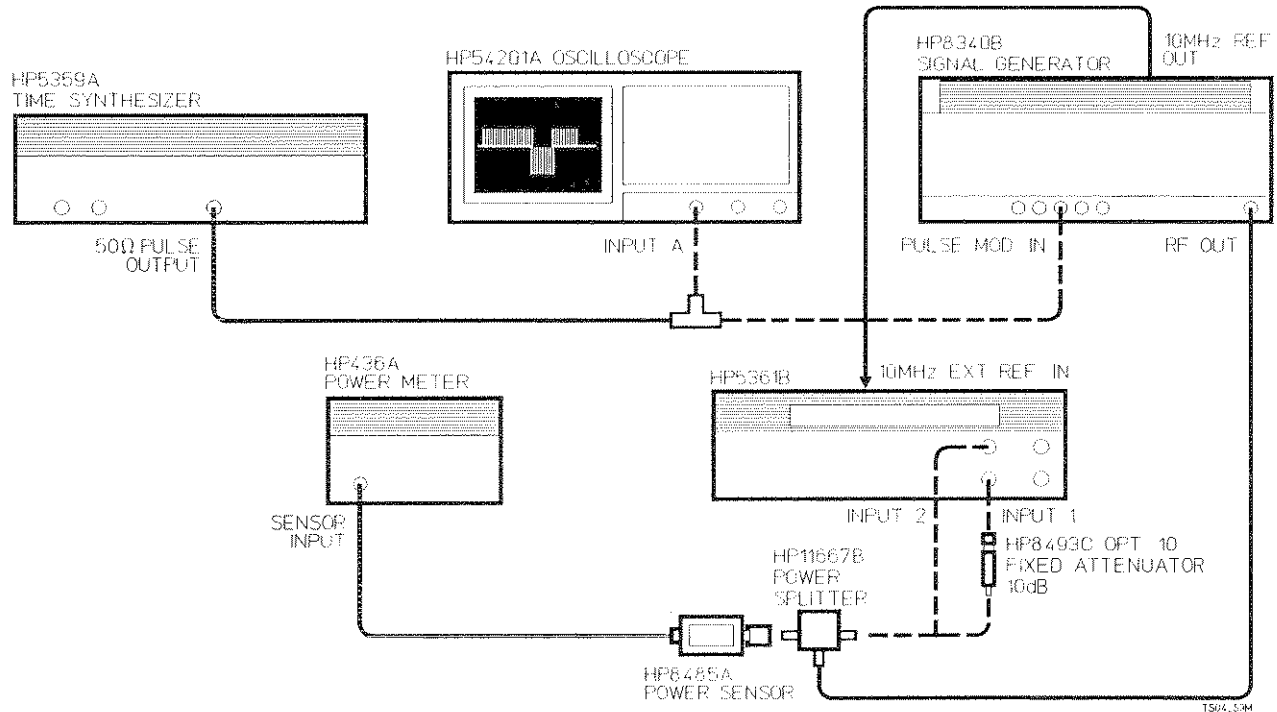 HP5359A
TIME SYNTHESIZER
HP54201A OSCILLOSCOPE
HP8340B
SIGNAL GENERATOR
10MHz REF
OUT
50Ω PULSE
OUTPUT
INPUT A
PULSE MOD IN
RF OUT
HP436A
POWER METER
HP5361B
10MHz EXT REF IN
SENSOR
INPUT
INPUT 2
INPUT 1
HP8493C OPT 10
FIXED ATTENUATOR
10dB
HP11667B
POWER
SPLITTER
HP8485A
POWER SENSOR